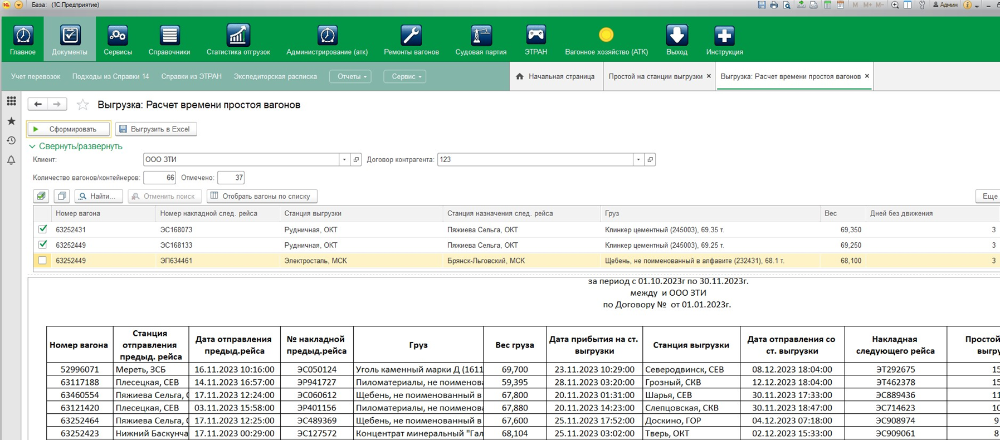 База: (1С:Предприятие) M M+ M- Админ
Главное Документы Сервисы Справочники Статистика отгрузок Администрирование (атк) Ремонты вагонов Судовая партия ЭТРАН Вагонное хозяйство (АТК) Выход Инструкция
Учет перевозок Подходы из Справки 14 Справки из ЭТРАН Экспедиторская расписка Отчеты Сервис Начальная страница Простой на станции выгрузки × Выгрузка: Расчет времени простоя вагонов ×
Выгрузка: Расчет времени простоя вагонов
Сформировать Выгрузить в Excel
Свернуть/развернуть
Клиент: ООО ЗТИ Договор контрагента: 123
Количество вагонов/контейнеров: 66 Отмечено: 37
Найти... Отменить поиск Отобрать вагоны по списку Еще
Номер вагона Номер накладной след. рейса Станция выгрузки Станция назначения след. рейса Груз Вес Дней без движения
63252431 ЭС168073 Рудничная, ОКТ Пяжиева Сельга, ОКТ Клинкер цементный (245003), 69.35 т. 69,350 3
63252449 ЭС168133 Рудничная, ОКТ Пяжиева Сельга, ОКТ Клинкер цементный (245003), 69.25 т. 69,250 3
63252449 ЭП634461 Электросталь, МСК Брянск-Льговский, МСК Щебень, не поименованный в алфавите (232431), 68.1 т. 68,100 3
за период с 01.10.2023г по 30.11.2023г.
между и ООО ЗТИ
по Договору № от 01.01.2023г.
Номер вагона Станция отправления предыд. рейса Дата отправления предыд.рейса № накладной предыд.рейса Груз Вес груза Дата прибытия на ст. выгрузки Станция выгрузки Дата отправления со ст. выгрузки Накладная следующего рейса Простой выгру
52996071 Мереть, ЗСБ 16.11.2023 10:16:00 ЭС050124 Уголь каменный марки Д (1611 69,700 23.11.2023 10:29:00 Северодвинск, СЕВ 08.12.2023 18:04:00 ЭТ292675 15
63117188 Плесецкая, СЕВ 14.11.2023 16:57:00 ЭР941727 Пиломатериалы, не поименова 59,395 28.11.2023 03:20:00 Грозный, СКВ 12.12.2023 18:04:00 ЭТ462378 15
63460554 Пяжиева Сельга, О 17.11.2023 12:24:00 ЭС060612 Щебень, не поименованный в 67,800 20.11.2023 01:31:00 Шарья, СЕВ 30.11.2023 17:33:00 ЭС889436 11
63121420 Плесецкая, СЕВ 03.11.2023 15:58:00 ЭР401156 Пиломатериалы, не поименова 67,880 20.11.2023 14:23:00 Слепцовская, СКВ 30.11.2023 18:47:00 ЭС714623 10
63252464 Пяжиева Сельга, 17.11.2023 12:25:00 ЭС489369 Щебень, не поименованный в 67,600 25.11.2023 17:52:00 Доскино, ГОР 04.12.2023 07:18:00 ЭС908974 9
63252423 Нижний Баскунча 17.11.2023 00:29:00 ЭС127572 Концентрат минеральный "Гал 68,104 25.11.2023 03:02:00 Тверь, ОКТ 02.12.2023 15:33:00 ЭС909061 8